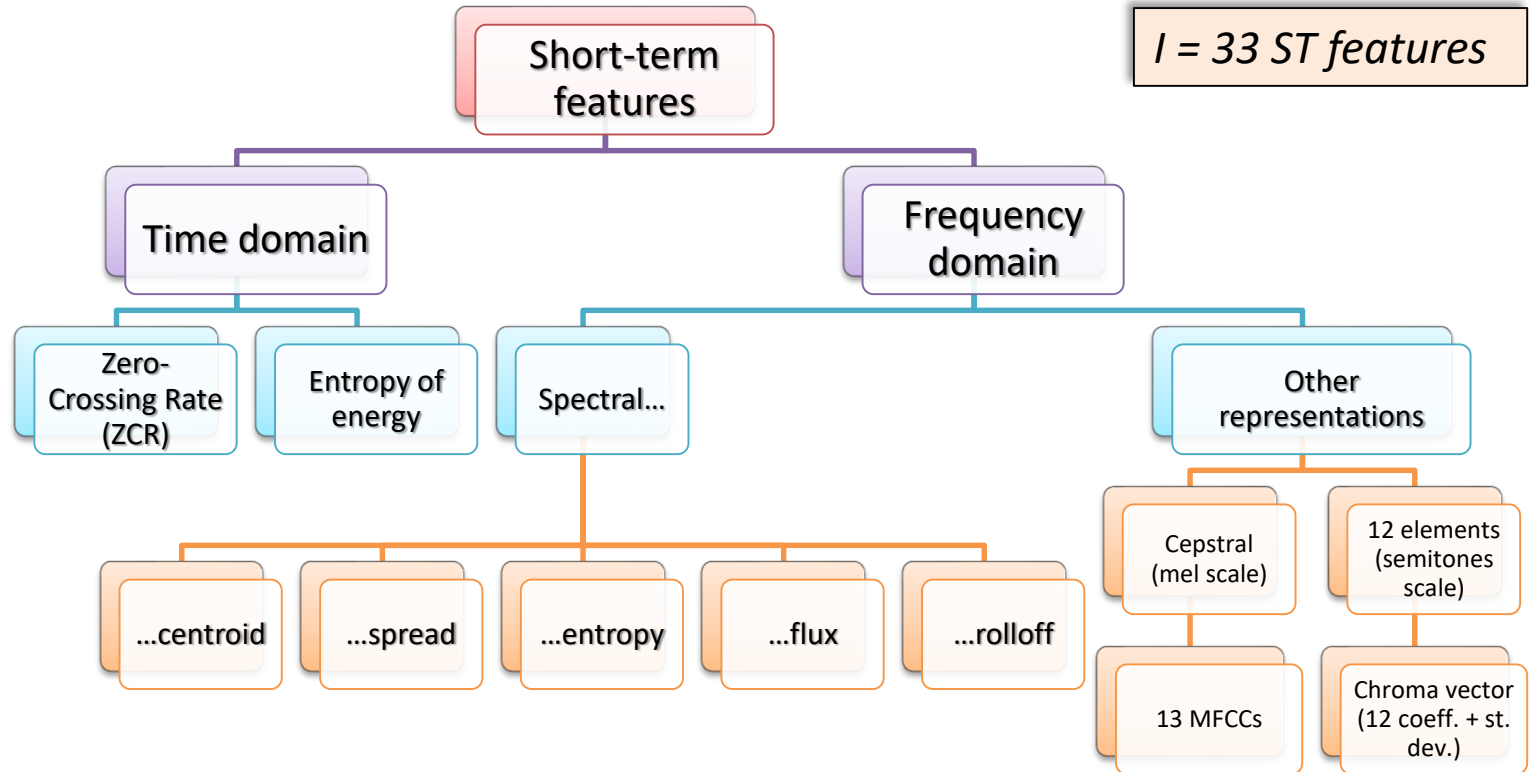 Short-term
features
I = 33 ST features
Time domain
Frequency
domain
Zero-
Crossing Rate
(ZCR)
Entropy of
energy
Spectral…
Other
representations
…centroid
…spread
…entropy
…flux
…rolloff
Cepstral
(mel scale)
12 elements
(semitones
scale)
13 MFCCs
Chroma vector
(12 coeff. + st.
dev.)